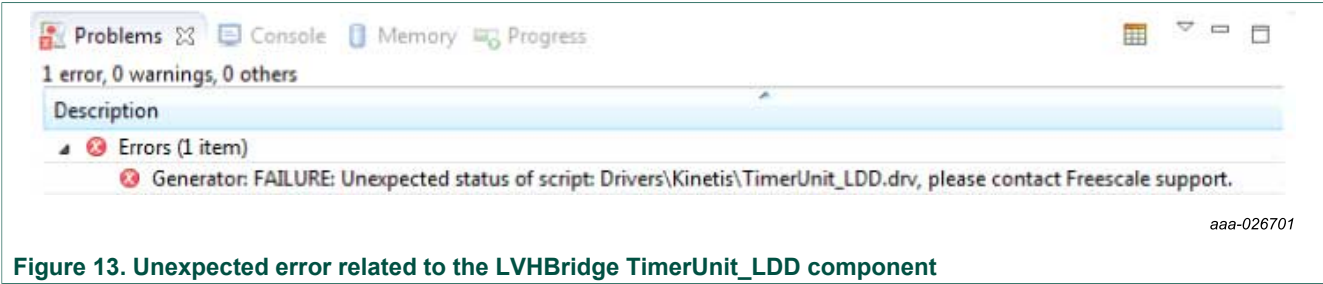 Problems Console Memory Progress
1 error, 0 warnings, 0 others
Description
Errors (1 item)
Generator: FAILURE: Unexpected status of script: Drivers\Kinetis\TimerUnit_LDD.drv, please contact Freescale support.
aaa-026701
Figure 13. Unexpected error related to the LVHBridge TimerUnit_LDD component